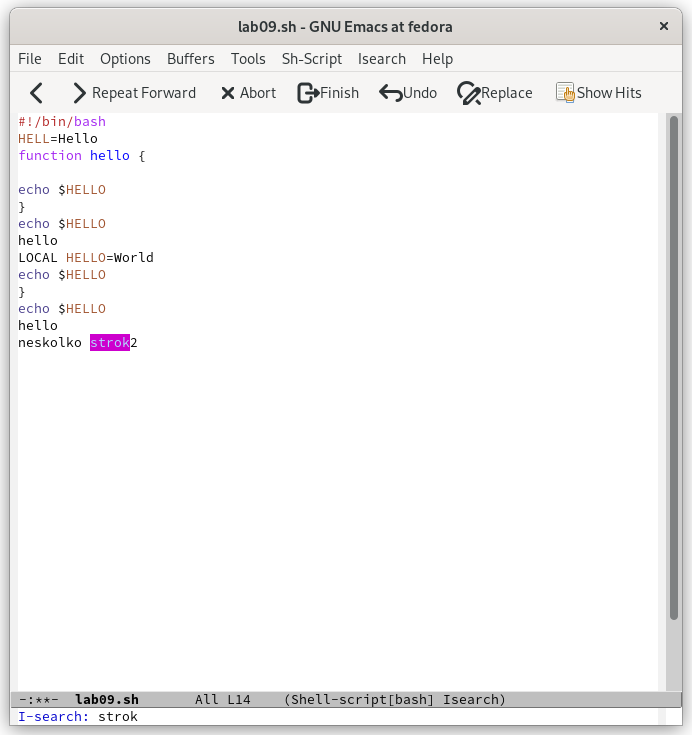 lab09.sh - GNU Emacs at fedora
File Edit Options Buffers Tools Sh-Script Isearch Help
Repeat Forward Abort Finish Undo Replace Show Hits
#!/bin/bash
HELL=Hello
function hello {
echo $HELLO
}
echo $HELLO
hello
LOCAL HELLO=World
echo $HELLO
}
echo $HELLO
hello
neskolko strok2
-:**- lab09.sh All L14 (Shell-script[bash] Isearch)
I-search: strok